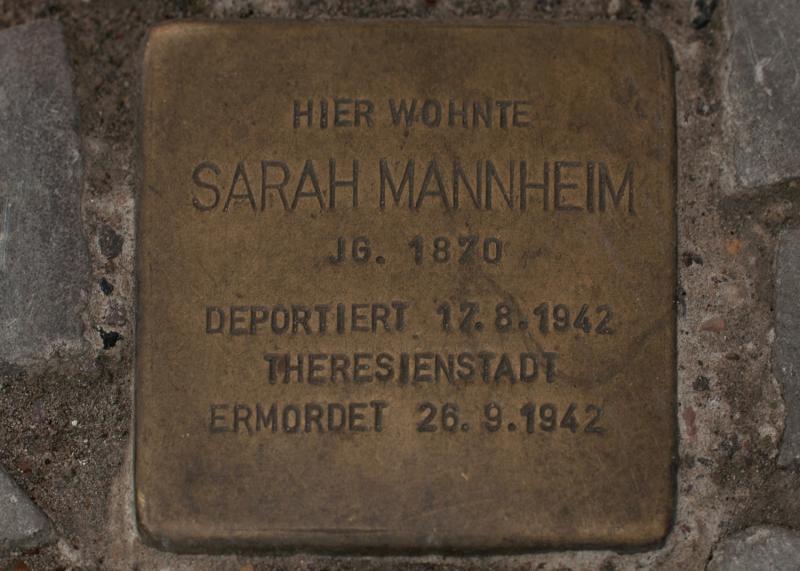 HIER WOHNTE
SARAH MANNHEIM
JG. 1870
DEPORTIERT 17.8.1942
THERESIENSTADT
ERMORDET 26.9.1942